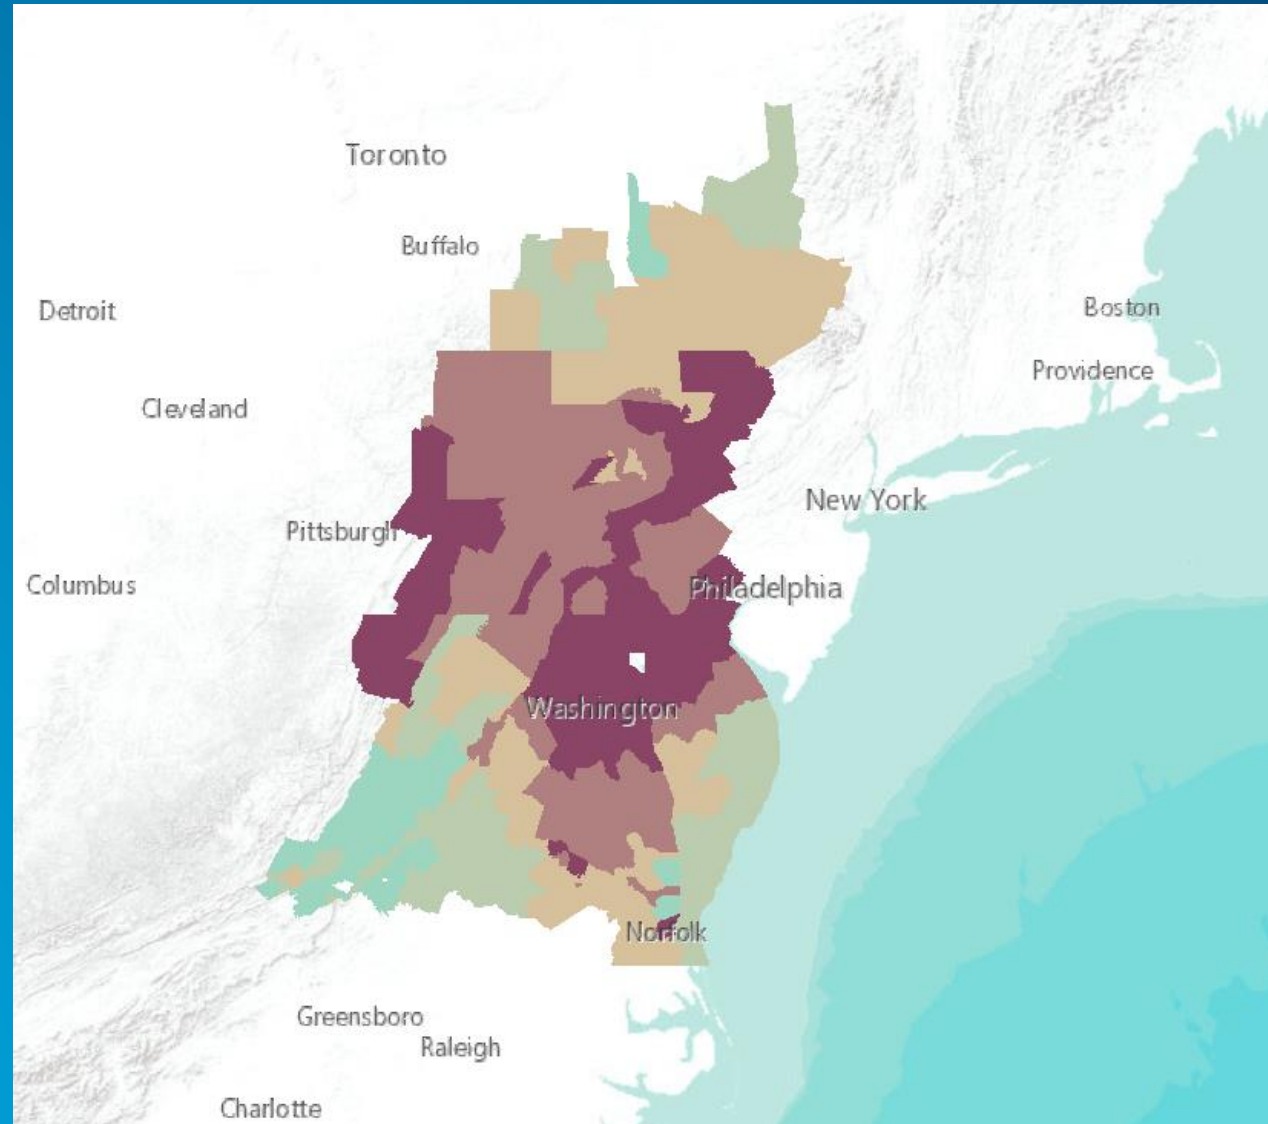 Toronto
Buffalo
Detroit
Boston
Providence
Cleveland
New York
Pittsburgh
Columbus
Philadelphia
Washington
Norfolk
Greensboro
Raleigh
Charlotte